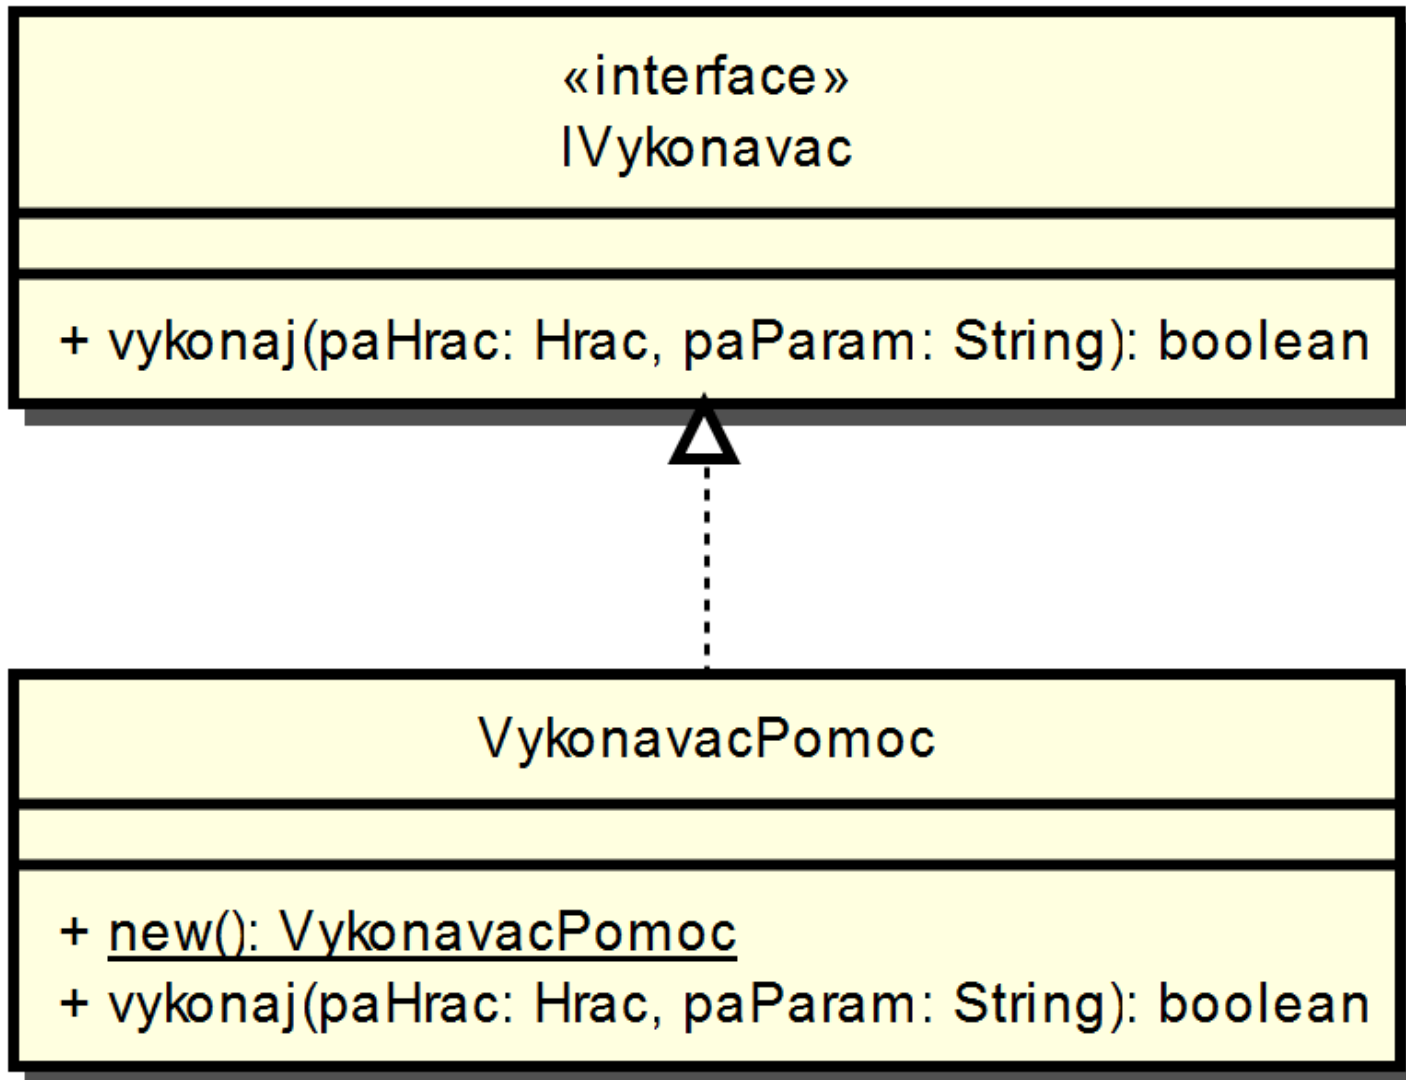 «interface»
IVykonavac
+ vykonaj(paHrac: Hrac, paParam: String): boolean
VykonavacPomoc
+ new(): VykonavacPomoc
+ vykonaj(paHrac: Hrac, paParam: String): boolean